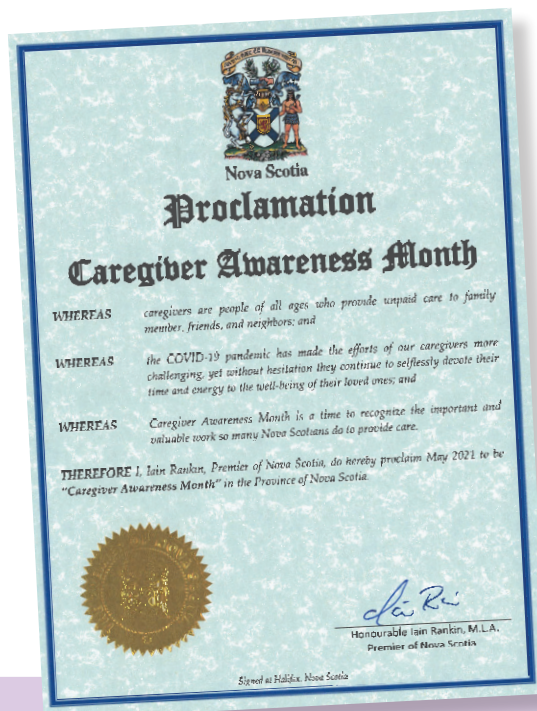 Nova Scotia
Proclamation
Caregiver Awareness Month
WHEREAS caregivers are people of all ages who provide unpaid care to family
member, friends, and neighbors; and
WHEREAS the COVID-19 pandemic has made the efforts of our caregivers more
challenging, yet without hesitation they continue to selflessly devote their
time and energy to the well-being of their loved ones; and
WHEREAS Caregiver Awareness Month is a time to recognize the important and
valuable work so many Nova Scotians do to provide care.
THEREFORE I, Iain Rankin, Premier of Nova Scotia, do hereby proclaim May 2021 to be
"Caregiver Awareness Month" in the Province of Nova Scotia.
Honourable Iain Rankin, M.L.A.
Premier of Nova Scotia
Signed at Halifax, Nova Scotia